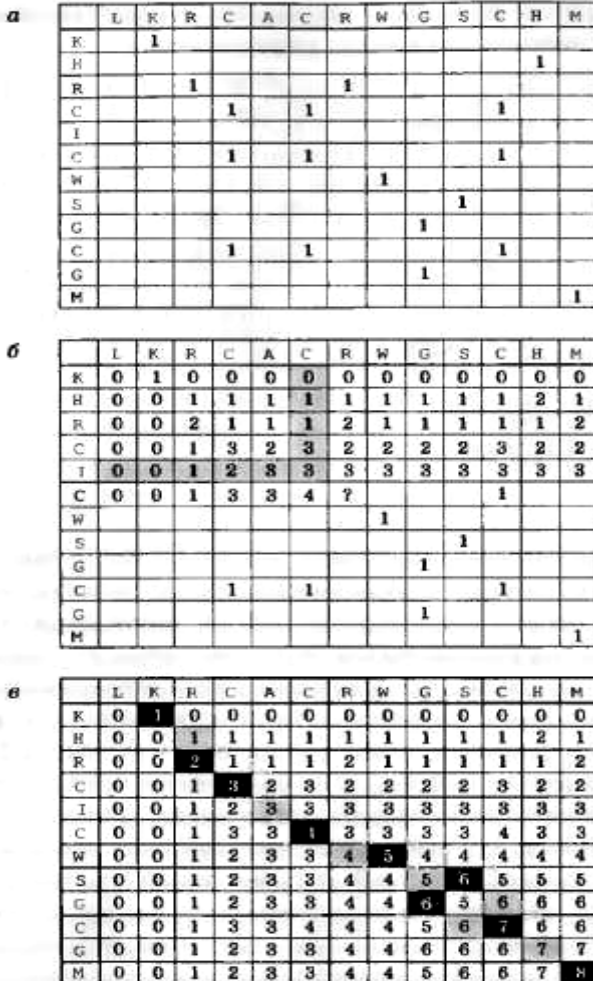 а
L K R C A C R W G S C H M
K 1
H 1
R 1 1
C 1 1 1
I
C 1 1 1
W 1
S 1
G 1
C 1 1 1
G 1
M 1
б
L K R C A C R W G S C H M
K 0 1 0 0 0 0 0 0 0 0 0 0 0
H 0 0 1 1 1 1 1 1 1 1 1 2 1
R 0 0 2 1 1 1 2 1 1 1 1 1 2
C 0 0 1 3 2 3 2 2 2 2 3 2 2
I 0 0 1 2 3 3 3 3 3 3 3 3 3
C 0 0 1 3 3 4 ? 1
W 1
S 1
G 1
C 1 1 1
G 1
M 1
в
L K R C A C R W G S C H M
K 0 1 0 0 0 0 0 0 0 0 0 0 0
H 0 0 1 1 1 1 1 1 1 1 1 2 1
R 0 0 2 1 1 1 2 1 1 1 1 1 2
C 0 0 1 3 2 3 2 2 2 2 3 2 2
I 0 0 1 2 3 3 3 3 3 3 3 3 3
C 0 0 1 3 3 4 3 3 3 3 4 3 3
W 0 0 1 2 3 3 4 5 4 4 4 4 4
S 0 0 1 2 3 3 4 4 5 6 5 5 5
G 0 0 1 2 3 3 4 4 6 5 6 6 6
C 0 0 1 3 3 4 4 4 5 6 7 6 6
G 0 0 1 2 3 3 4 4 6 6 6 7 7
M 0 0 1 2 3 3 4 4 5 6 6 7 8